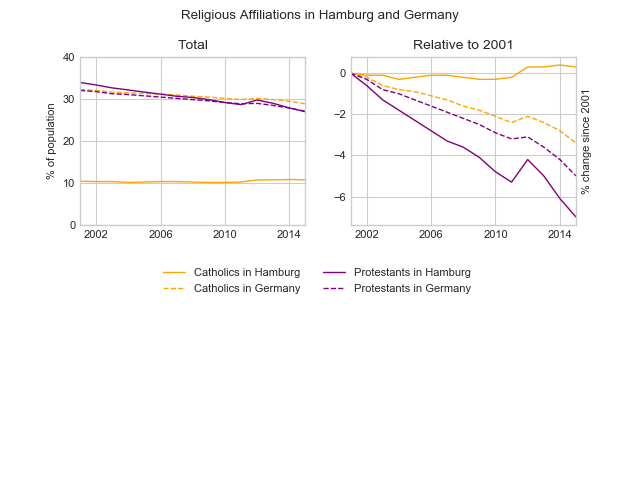 Religious Affiliations in Hamburg and Germany
Total
Relative to 2001
% of population
40
30
20
10
0
2002
2006
2010
2014
0
−2
−4
−6
2002
2006
2010
2014
% change since 2001
Catholics in Hamburg
Catholics in Germany
Protestants in Hamburg
Protestants in Germany